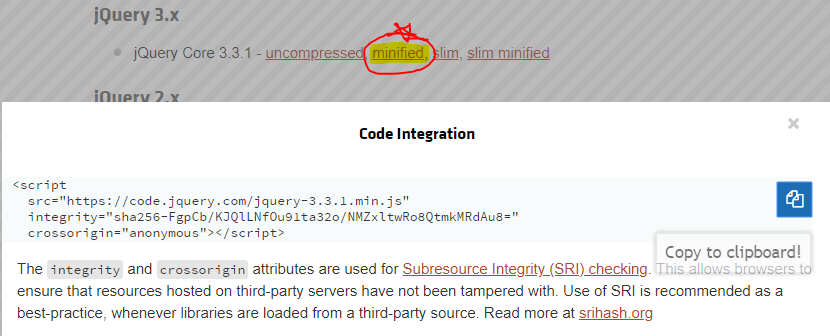 jQuery 3.x
jQuery Core 3.3.1 - uncompressed, minified, slim, slim minified
jQuery 2.x
Code Integration
×
<script
src="https://code.jquery.com/jquery-3.3.1.min.js"
integrity="sha256-FgpCb/KJQlLNfOu91ta32o/NMZxltwRo8QtmkMRdAu8="
crossorigin="anonymous"></script>
Copy to clipboard!
The integrity and crossorigin attributes are used for Subresource Integrity (SRI) checking. This allows browsers to
ensure that resources hosted on third-party servers have not been tampered with. Use of SRI is recommended as a
best-practice, whenever libraries are loaded from a third-party source. Read more at srihash.org